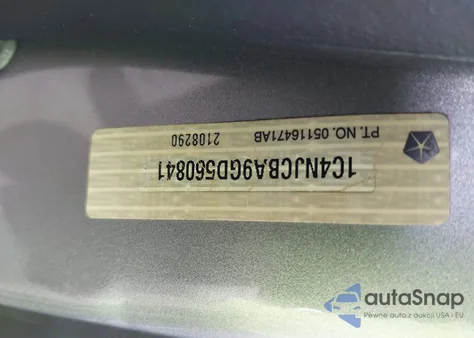 PT. NO. 05116471AB
2108290
1C4NJCBA9GD560841
autoSnap
Pewne auta z aukcji USA i EU